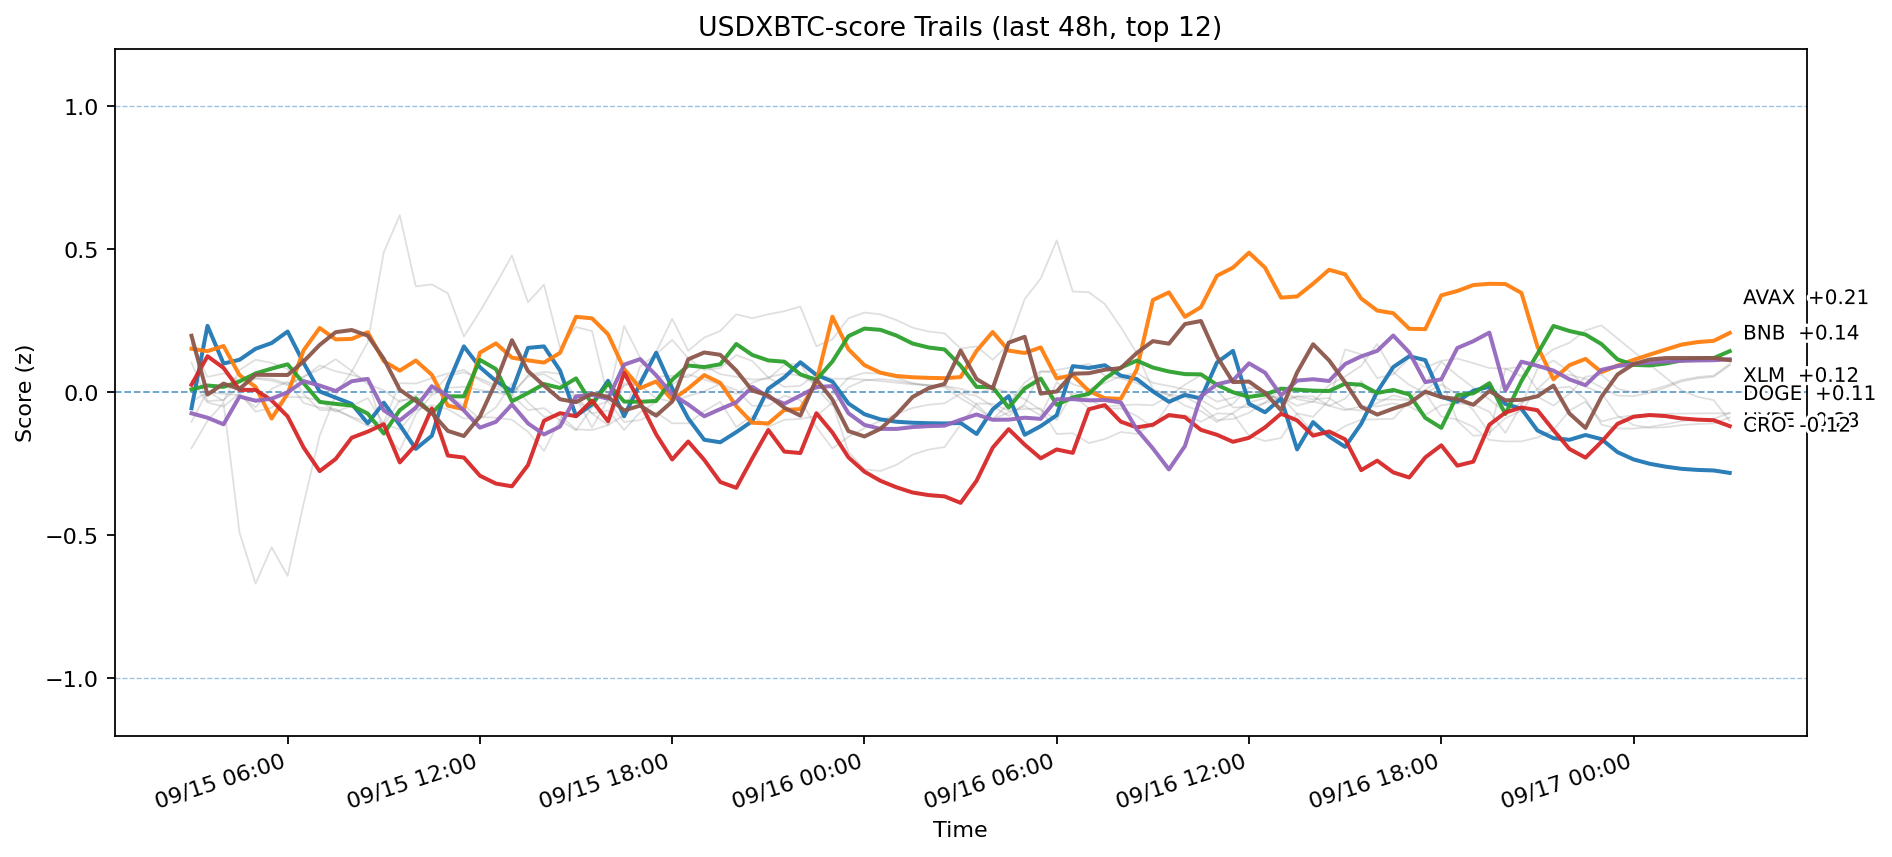 USDXBTC-score Trails (last 48h, top 12)
Score (z)
1.0
0.5
0.0
−0.5
−1.0
AVAX +0.21
BNB +0.14
XLM +0.12
DOGE +0.11
CRO -0.12
09/15 06:00
09/15 12:00
09/15 18:00
09/16 00:00
09/16 06:00
09/16 12:00
09/16 18:00
09/17 00:00
Time